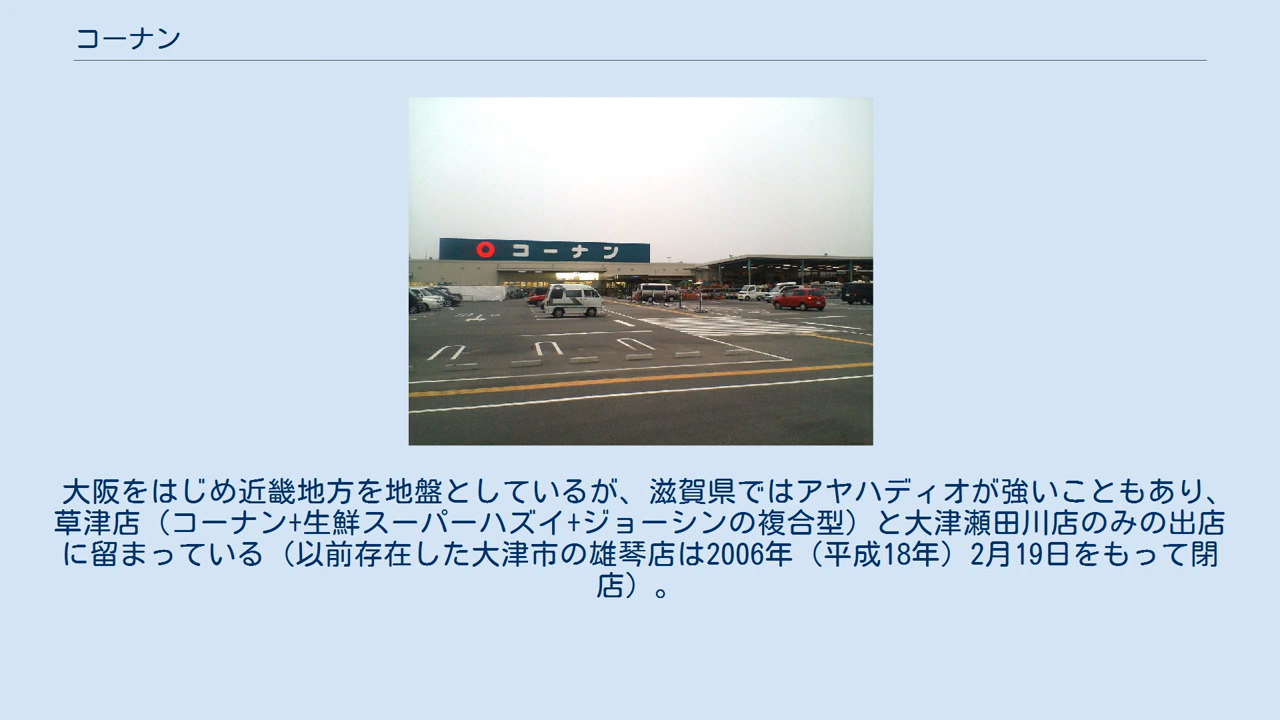 コーナン
コーナン
大阪をはじめ近畿地方を地盤としているが、滋賀県ではアヤハディオが強いこともあり、
草津店（コーナン+生鮮スーパーハズイ+ジョーシンの複合型）と大津瀬田川店のみの出店
に留まっている（以前存在した大津市の雄琴店は2006年（平成18年）2月19日をもって閉
店）。